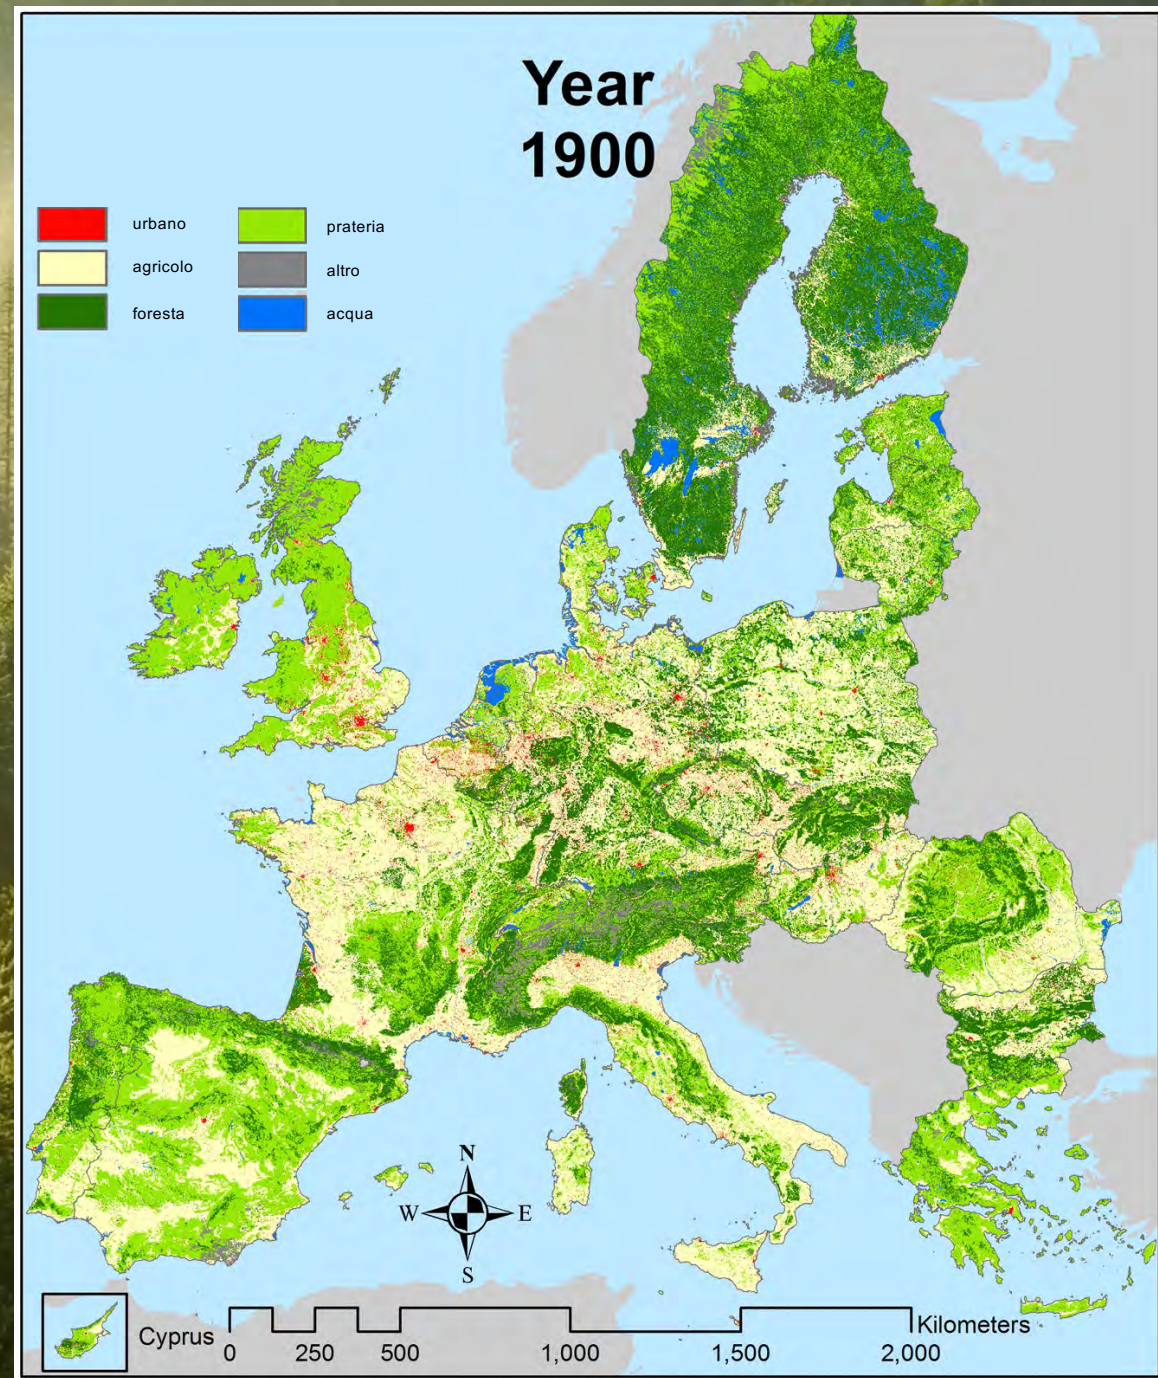 Year
1900
urbano
prateria
agricolo
altro
foresta
acqua
N
W E
S
Cyprus
Kilometers
0 250 500 1,000 1,500 2,000